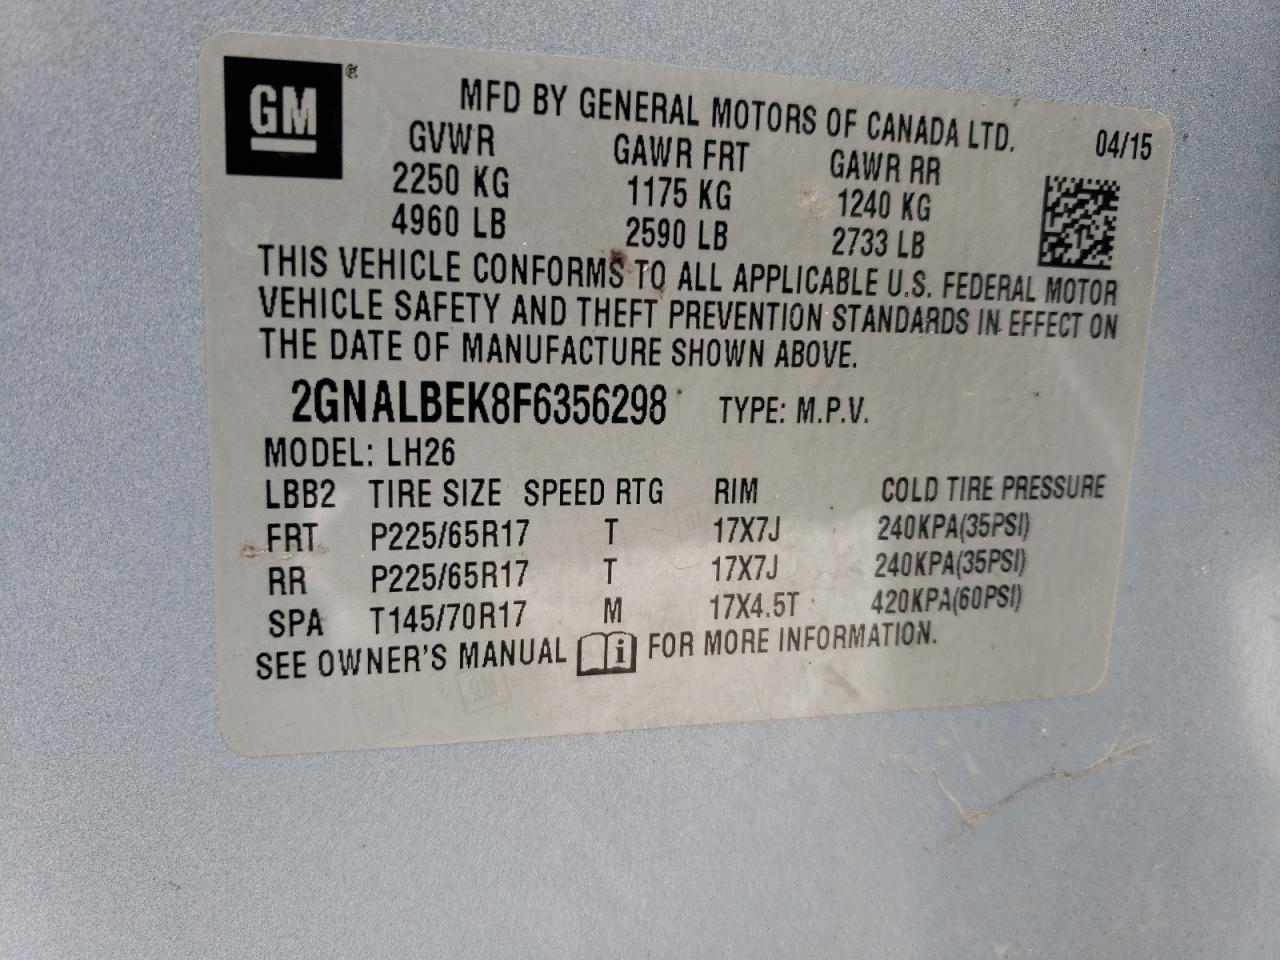 GM®
MFD BY GENERAL MOTORS OF CANADA LTD. 04/15
GVWR GAWR FRT GAWR RR
2250 KG 1175 KG 1240 KG
4960 LB 2590 LB 2733 LB
THIS VEHICLE CONFORMS TO ALL APPLICABLE U.S. FEDERAL MOTOR
VEHICLE SAFETY AND THEFT PREVENTION STANDARDS IN EFFECT ON
THE DATE OF MANUFACTURE SHOWN ABOVE.
2GNALBEK8F6356298 TYPE: M.P.V.
MODEL: LH26
LBB2 TIRE SIZE SPEED RTG RIM COLD TIRE PRESSURE
FRT P225/65R17 T 17X7J 240KPA(35PSI)
RR P225/65R17 T 17X7J 240KPA(35PSI)
SPA T145/70R17 M 17X4.5T 420KPA(60PSI)
SEE OWNER'S MANUAL i FOR MORE INFORMATION.
GM